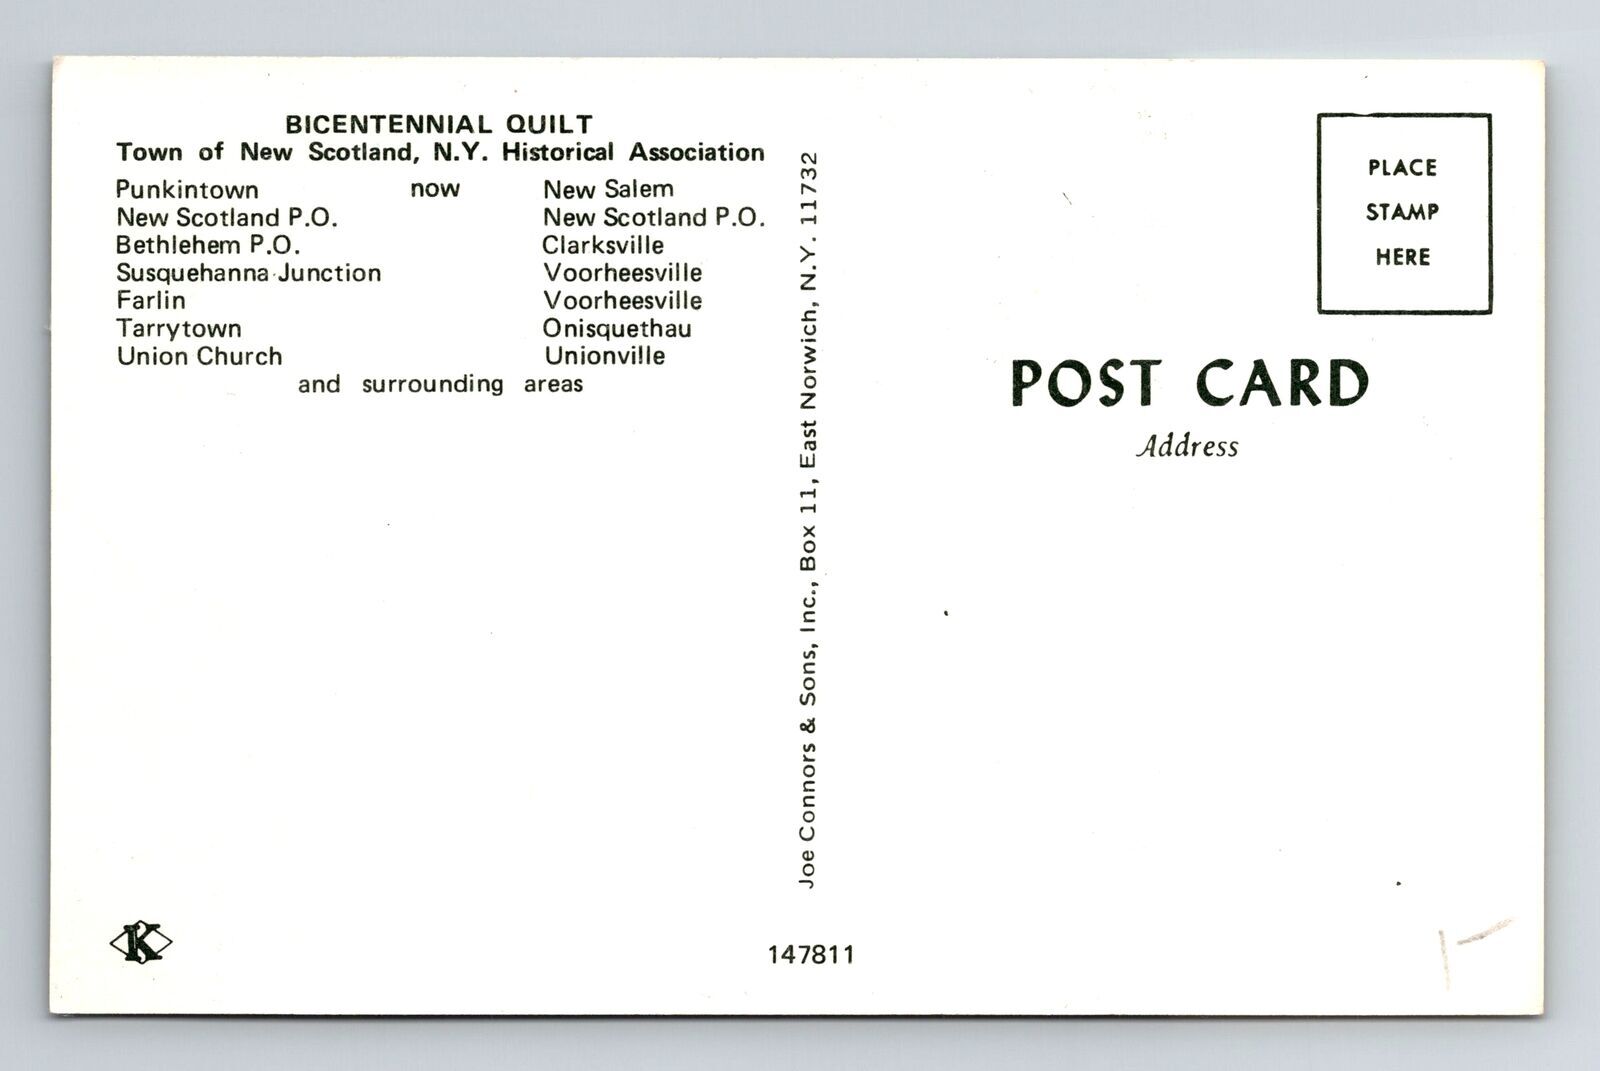 BICENTENNIAL QUILT
Town of New Scotland, N.Y. Historical Association
Punkintown now New Salem
New Scotland P.O. New Scotland P.O.
Bethlehem P.O. Clarksville
Susquehanna Junction Voorheesville
Farlin Voorheesville
Tarrytown Onisquethau
Union Church Unionville
and surrounding areas
Joe Connors & Sons, Inc., Box 11, East Norwich, N.Y. 11732
PLACE
STAMP
HERE
POST CARD
Address
K
147811
1-